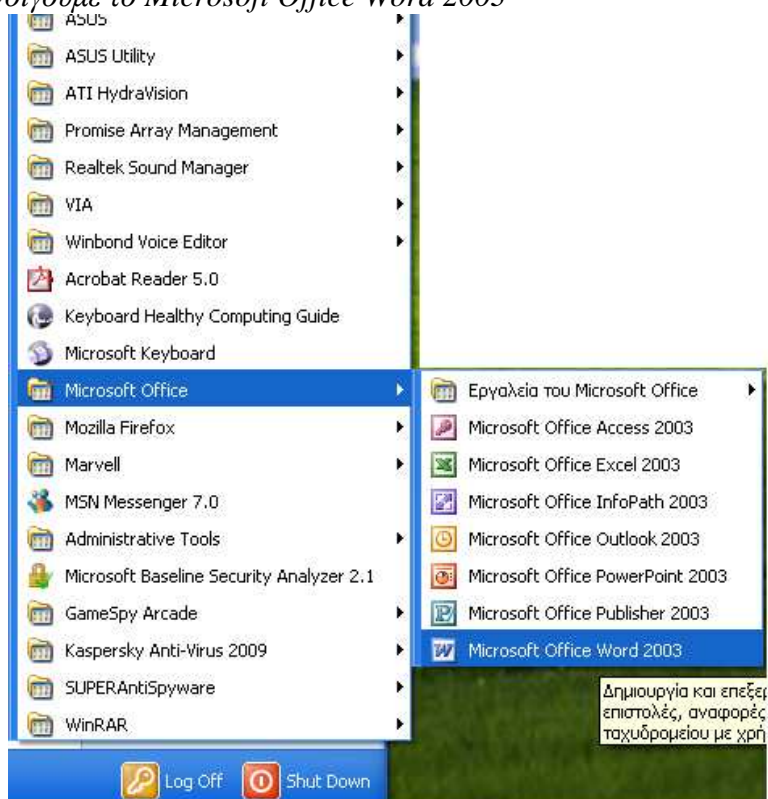 το Microsoft Office Word 2003
ASUS
ASUS Utility
ATI HydraVision
Promise Array Management
Realtek Sound Manager
VIA
Winbond Voice Editor
Acrobat Reader 5.0
Keyboard Healthy Computing Guide
Microsoft Keyboard
Microsoft Office
Mozilla Firefox
Marvell
MSN Messenger 7.0
Administrative Tools
Microsoft Baseline Security Analyzer 2.1
GameSpy Arcade
Kaspersky Anti-Virus 2009
SUPERAntiSpyware
WinRAR
Εργαλεία του Microsoft Office
Microsoft Office Access 2003
Microsoft Office Excel 2003
Microsoft Office InfoPath 2003
Microsoft Office Outlook 2003
Microsoft Office PowerPoint 2003
Microsoft Office Publisher 2003
Microsoft Office Word 2003
Δημιουργία και επεξερ
επιστολές, αναφορές
ταχυδρομείου με χρή
Log Off
Shut Down